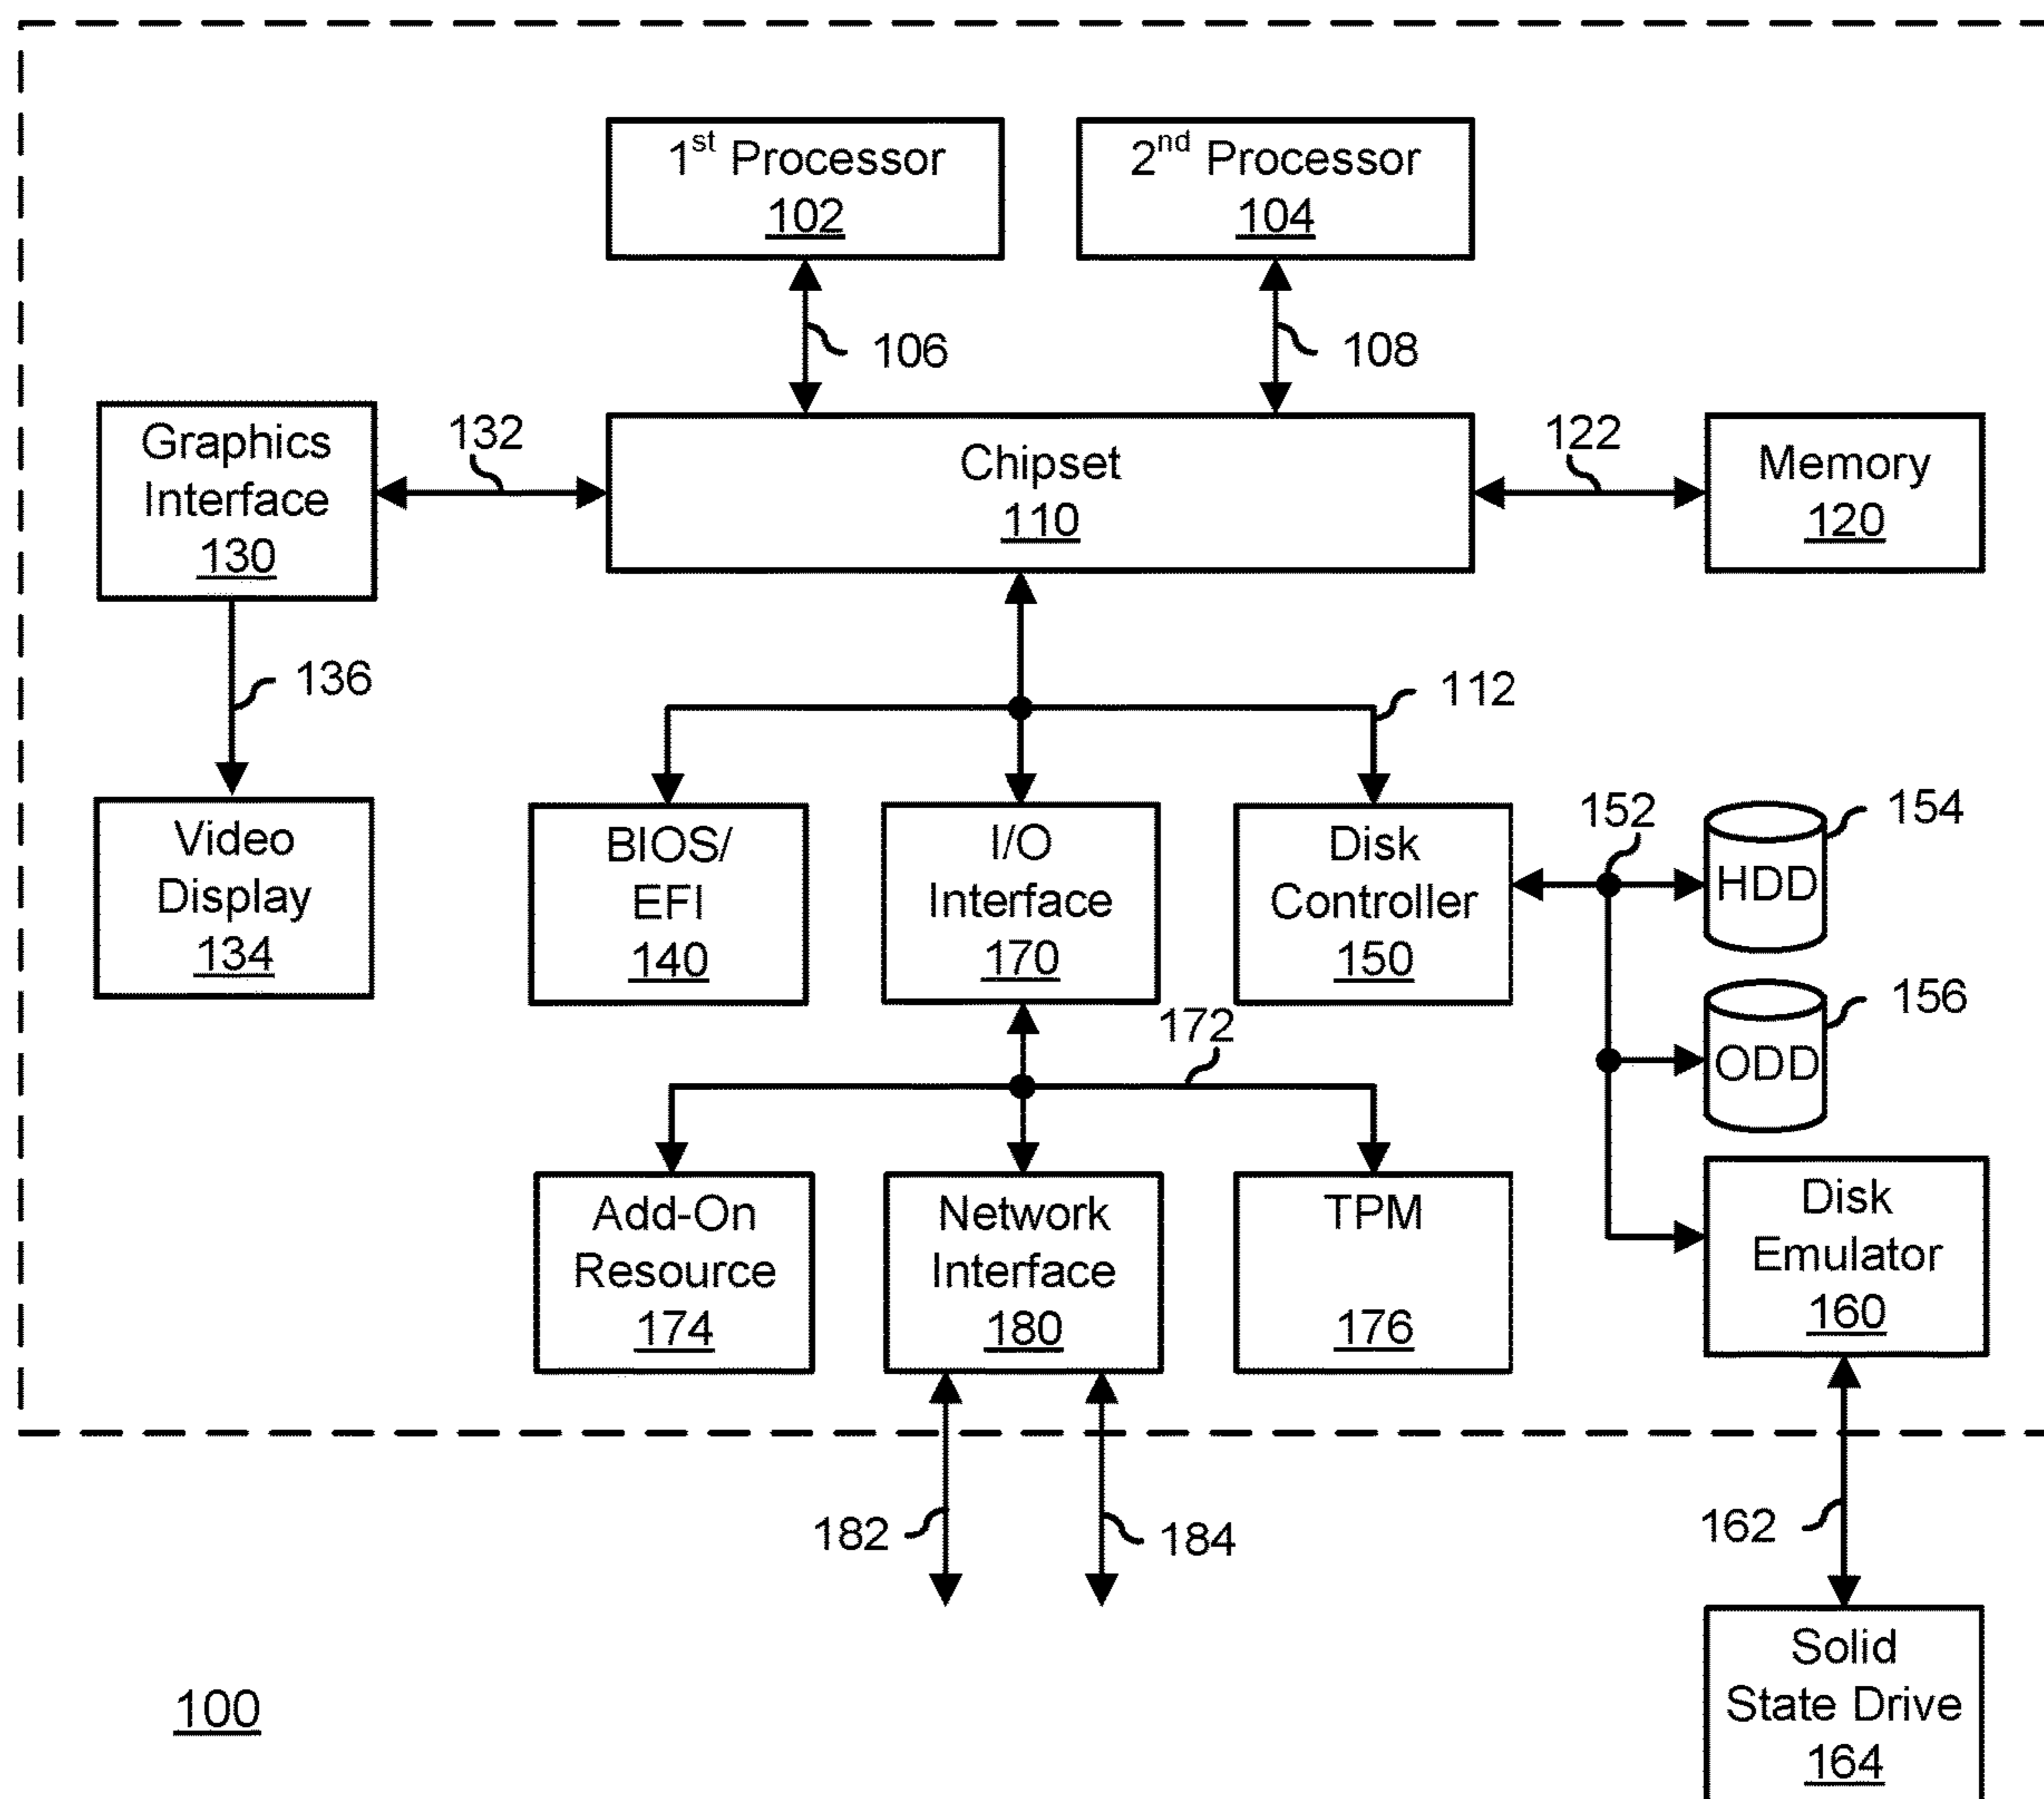 1st Processor
102
2nd Processor
104
106
108
Graphics
Interface
130
132
Chipset
110
122
Memory
120
136
112
Video
Display
134
BIOS/
EFI
140
I/O
Interface
170
Disk
Controller
150
152
HDD
154
ODD
156
172
Add-On
Resource
174
Network
Interface
180
TPM
176
Disk
Emulator
160
182
184
162
Solid
State Drive
164
100